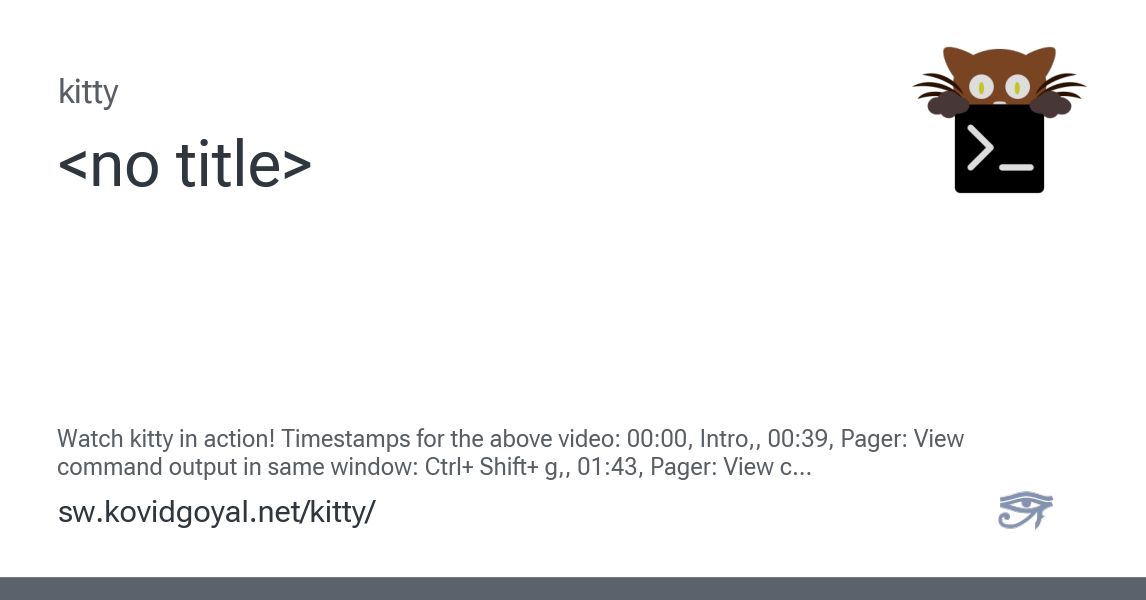 kitty
<no title>
>_
Watch kitty in action! Timestamps for the above video: 00:00, Intro,, 00:39, Pager: View
command output in same window: Ctrl+ Shift+ g,, 01:43, Pager: View c...
sw.kovidgoyal.net/kitty/